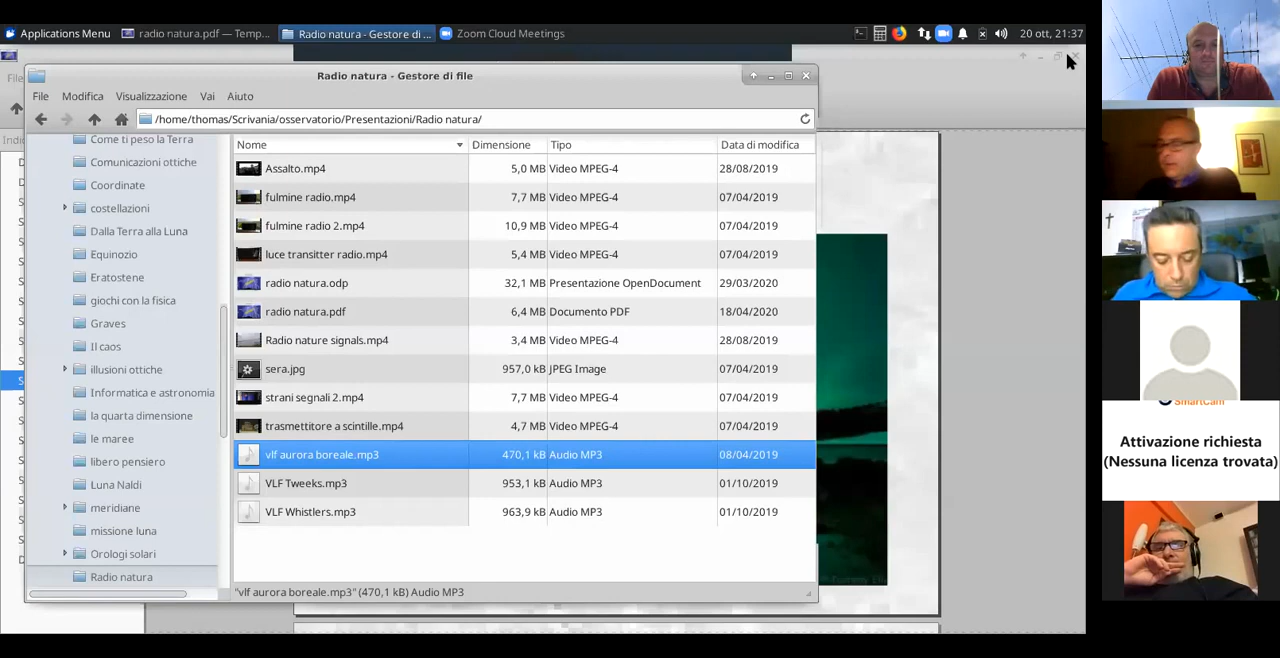 Applications Menu radio natura.pdf — Temp... Radio natura - Gestore di ... Zoom Cloud Meetings 20 ott, 21:37
Radio natura - Gestore di file
File Modifica Visualizzazione Vai Aiuto
/home/thomas/Scrivania/osservatorio/Presentazioni/Radio natura/
Come ti peso la Terra
Comunicazioni ottiche
Coordinate
costellazioni
Dalla Terra alla Luna
Equinozio
Eratostene
giochi con la fisica
Graves
Il caos
illusioni ottiche
Informatica e astronomia
la quarta dimensione
le maree
libero pensiero
Luna Naldi
meridiane
missione luna
Orologi solari
Radio natura
Nome Dimensione Tipo Data di modifica
Assalto.mp4 5,0 MB Video MPEG-4 28/08/2019
fulmine radio.mp4 7,7 MB Video MPEG-4 07/04/2019
fulmine radio 2.mp4 10,9 MB Video MPEG-4 07/04/2019
luce transitter radio.mp4 5,4 MB Video MPEG-4 07/04/2019
radio natura.odp 32,1 MB Presentazione OpenDocument 29/03/2020
radio natura.pdf 6,4 MB Documento PDF 18/04/2020
Radio nature signals.mp4 3,4 MB Video MPEG-4 28/08/2019
sera.jpg 957,0 kB JPEG Image 07/04/2019
strani segnali 2.mp4 7,7 MB Video MPEG-4 07/04/2019
trasmettitore a scintille.mp4 4,7 MB Video MPEG-4 07/04/2019
vlf aurora boreale.mp3 470,1 kB Audio MP3 08/04/2019
VLF Tweeks.mp3 953,1 kB Audio MP3 01/10/2019
VLF Whistlers.mp3 963,9 kB Audio MP3 01/10/2019
"vlf aurora boreale.mp3" (470,1 kB) Audio MP3
SmartCam
Attivazione richiesta
(Nessuna licenza trovata)